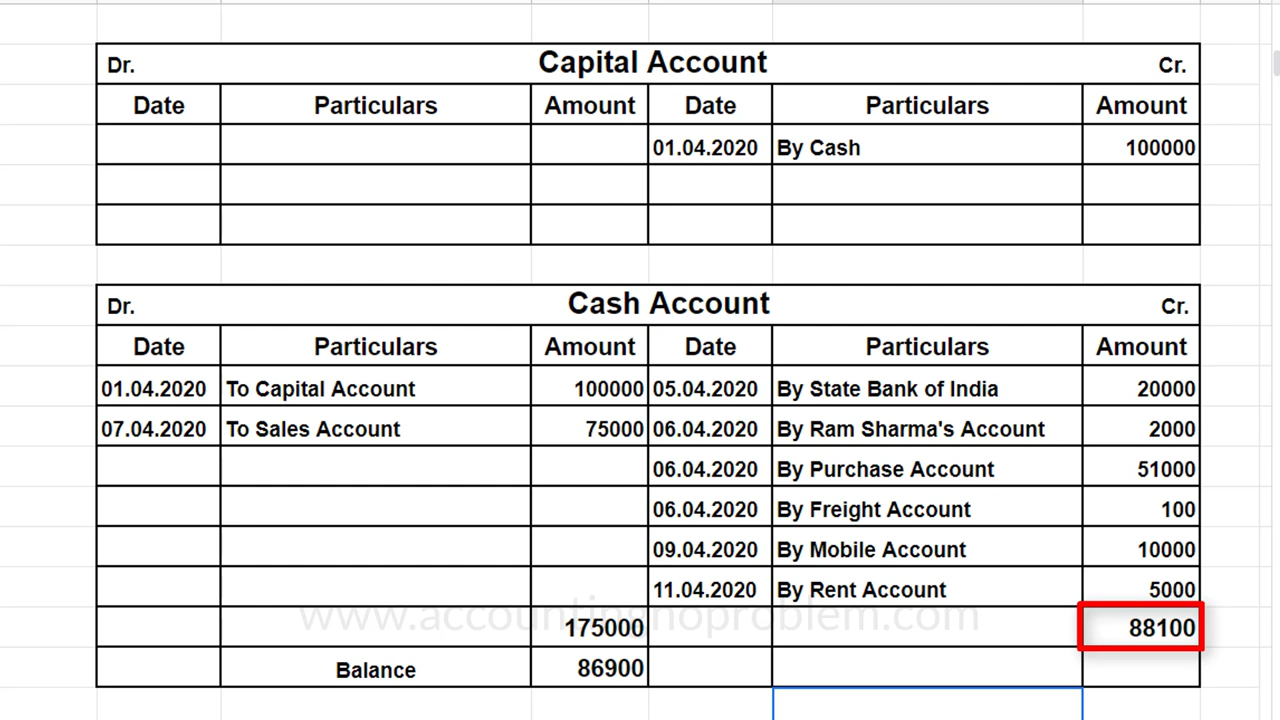 Dr. Capital Account Cr.
Date Particulars Amount Date Particulars Amount
01.04.2020 By Cash 100000
Dr. Cash Account Cr.
Date Particulars Amount Date Particulars Amount
01.04.2020 To Capital Account 100000 05.04.2020 By State Bank of India 20000
07.04.2020 To Sales Account 75000 06.04.2020 By Ram Sharma's Account 2000
06.04.2020 By Purchase Account 51000
06.04.2020 By Freight Account 100
09.04.2020 By Mobile Account 10000
11.04.2020 By Rent Account 5000
www.accountingnoproblem.com
175000 88100
Balance 86900